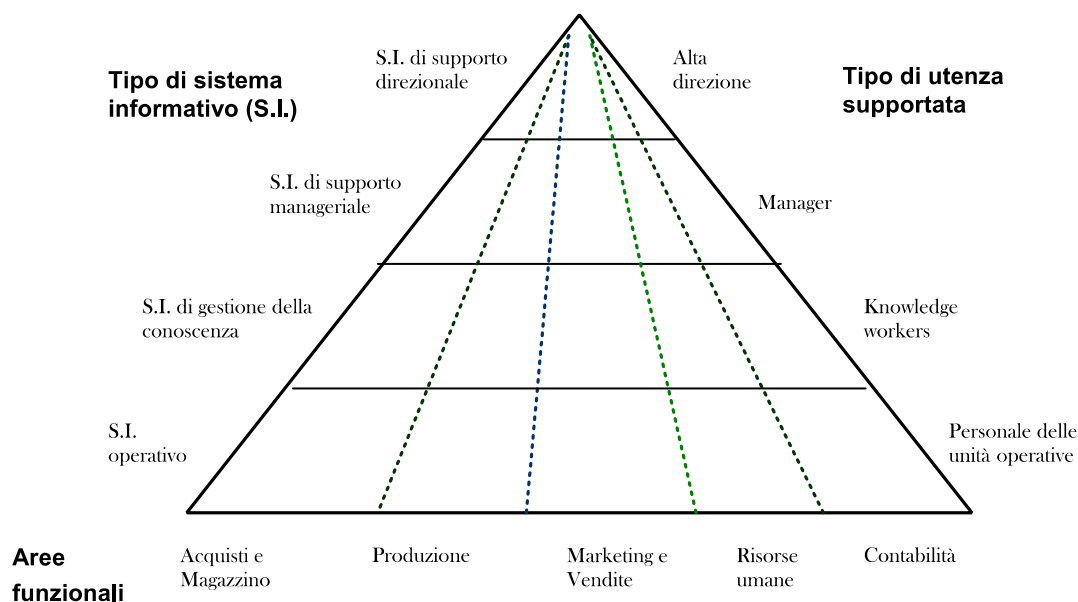 S.I. di supporto
direzionale
Alta
direzione
Tipo di sistema
informativo (S.I.)
Tipo di utenza
supportata
S.I. di supporto
manageriale
Manager
S.I. di gestione della
conoscenza
Knowledge
workers
S.I.
operativo
Personale delle
unità operative
Aree
funzionali
Acquisti e
Magazzino
Produzione
Marketing e
Vendite
Risorse
umane
Contabilità